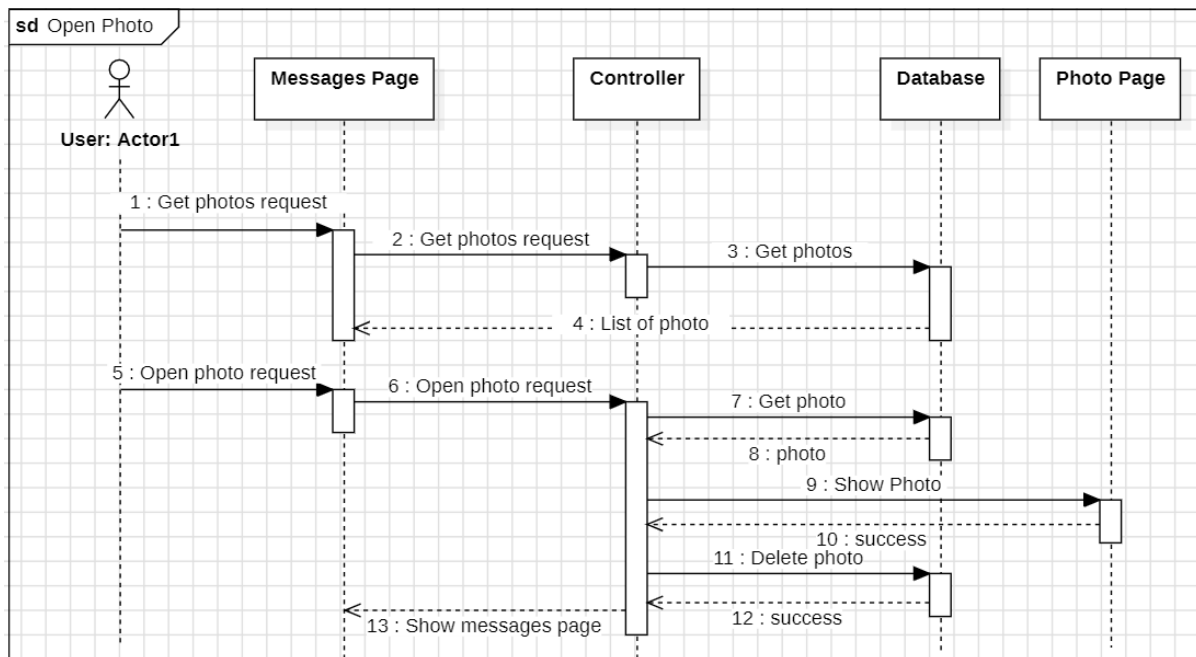 sd Open Photo
Messages Page
Controller
Database
Photo Page
User: Actor1
1 : Get photos request
2 : Get photos request
3 : Get photos
4 : List of photo
5 : Open photo request
6 : Open photo request
7 : Get photo
8 : photo
9 : Show Photo
10 : success
11 : Delete photo
12 : success
13 : Show messages page